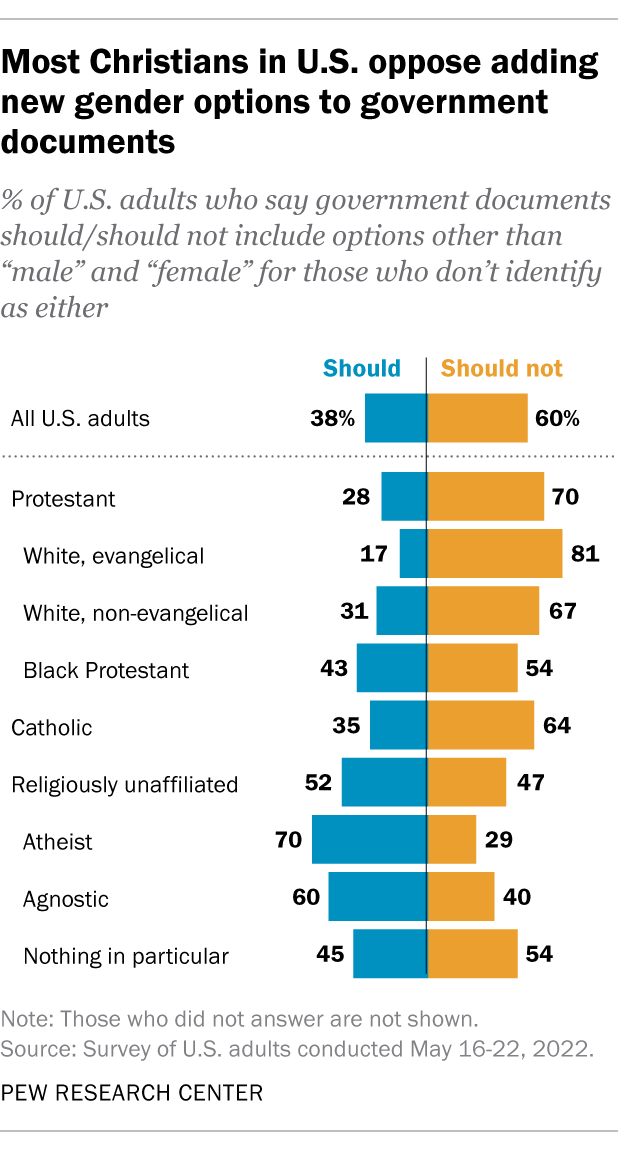 Most Christians in U.S. oppose adding
new gender options to government
documents
% of U.S. adults who say government documents
should/should not include options other than
“male” and “female” for those who don’t identify
as either
Should Should not
All U.S. adults 38% 60%
Protestant 28 70
White, evangelical 17 81
White, non-evangelical 31 67
Black Protestant 43 54
Catholic 35 64
Religiously unaffiliated 52 47
Atheist 70 29
Agnostic 60 40
Nothing in particular 45 54
Note: Those who did not answer are not shown.
Source: Survey of U.S. adults conducted May 16-22, 2022.
PEW RESEARCH CENTER